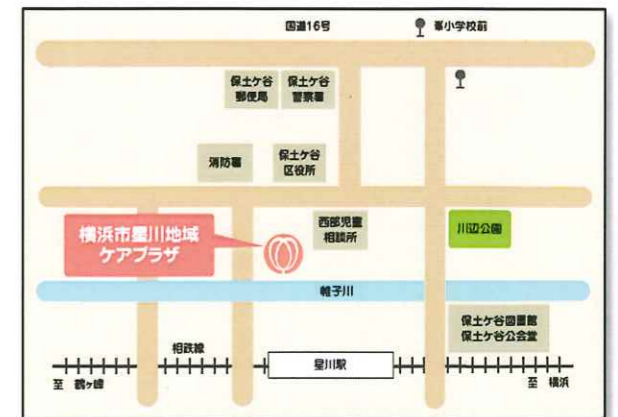 国道16号
峯小学校前
保土ケ谷
郵便局
保土ケ谷
警察署
消防署
保土ケ谷
区役所
横浜市星川地域
ケアプラザ
西部児童
相談所
川辺公園
帷子川
保土ケ谷図書館
保土ケ谷公会堂
相鉄線
星川駅
至 鶴ヶ峰
至 横浜